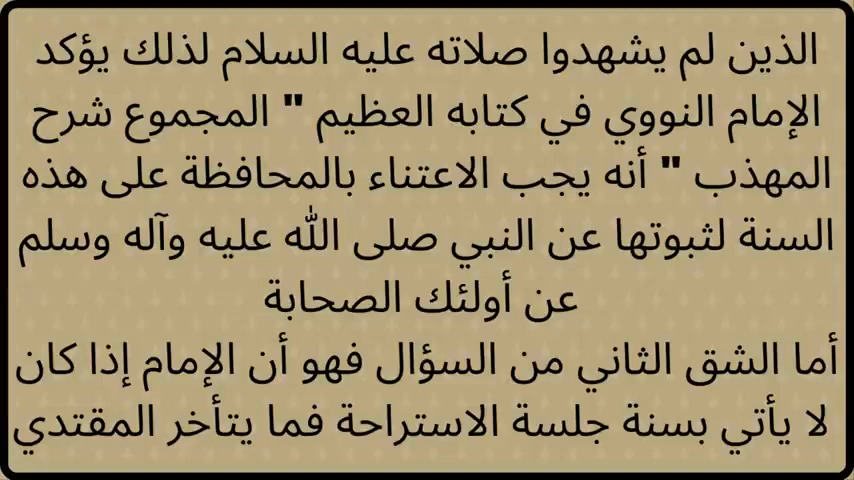 الذين لم يشهدوا صلاته عليه السلام لذلك يؤكد
الإمام النووي في كتابه العظيم " المجموع شرح
المهذب " أنه يجب الاعتناء بالمحافظة على هذه
السنة لثبوتها عن النبي صلى الله عليه وآله وسلم
عن أولئك الصحابة
أما الشق الثاني من السؤال فهو أن الإمام إذا كان
لا يأتي بسنة جلسة الاستراحة فما يتأخر المقتدي